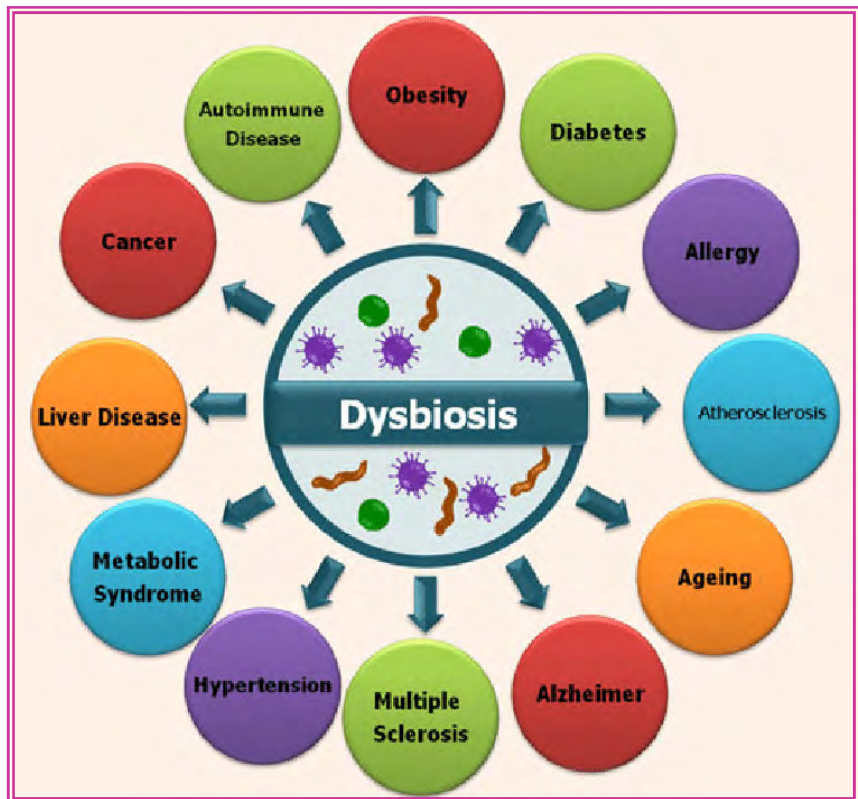 Obesity
Diabetes
Allergy
Atherosclerosis
Ageing
Alzheimer
Multiple
Sclerosis
Hypertension
Metabolic
Syndrome
Liver Disease
Cancer
Autoimmune
Disease
Dysbiosis